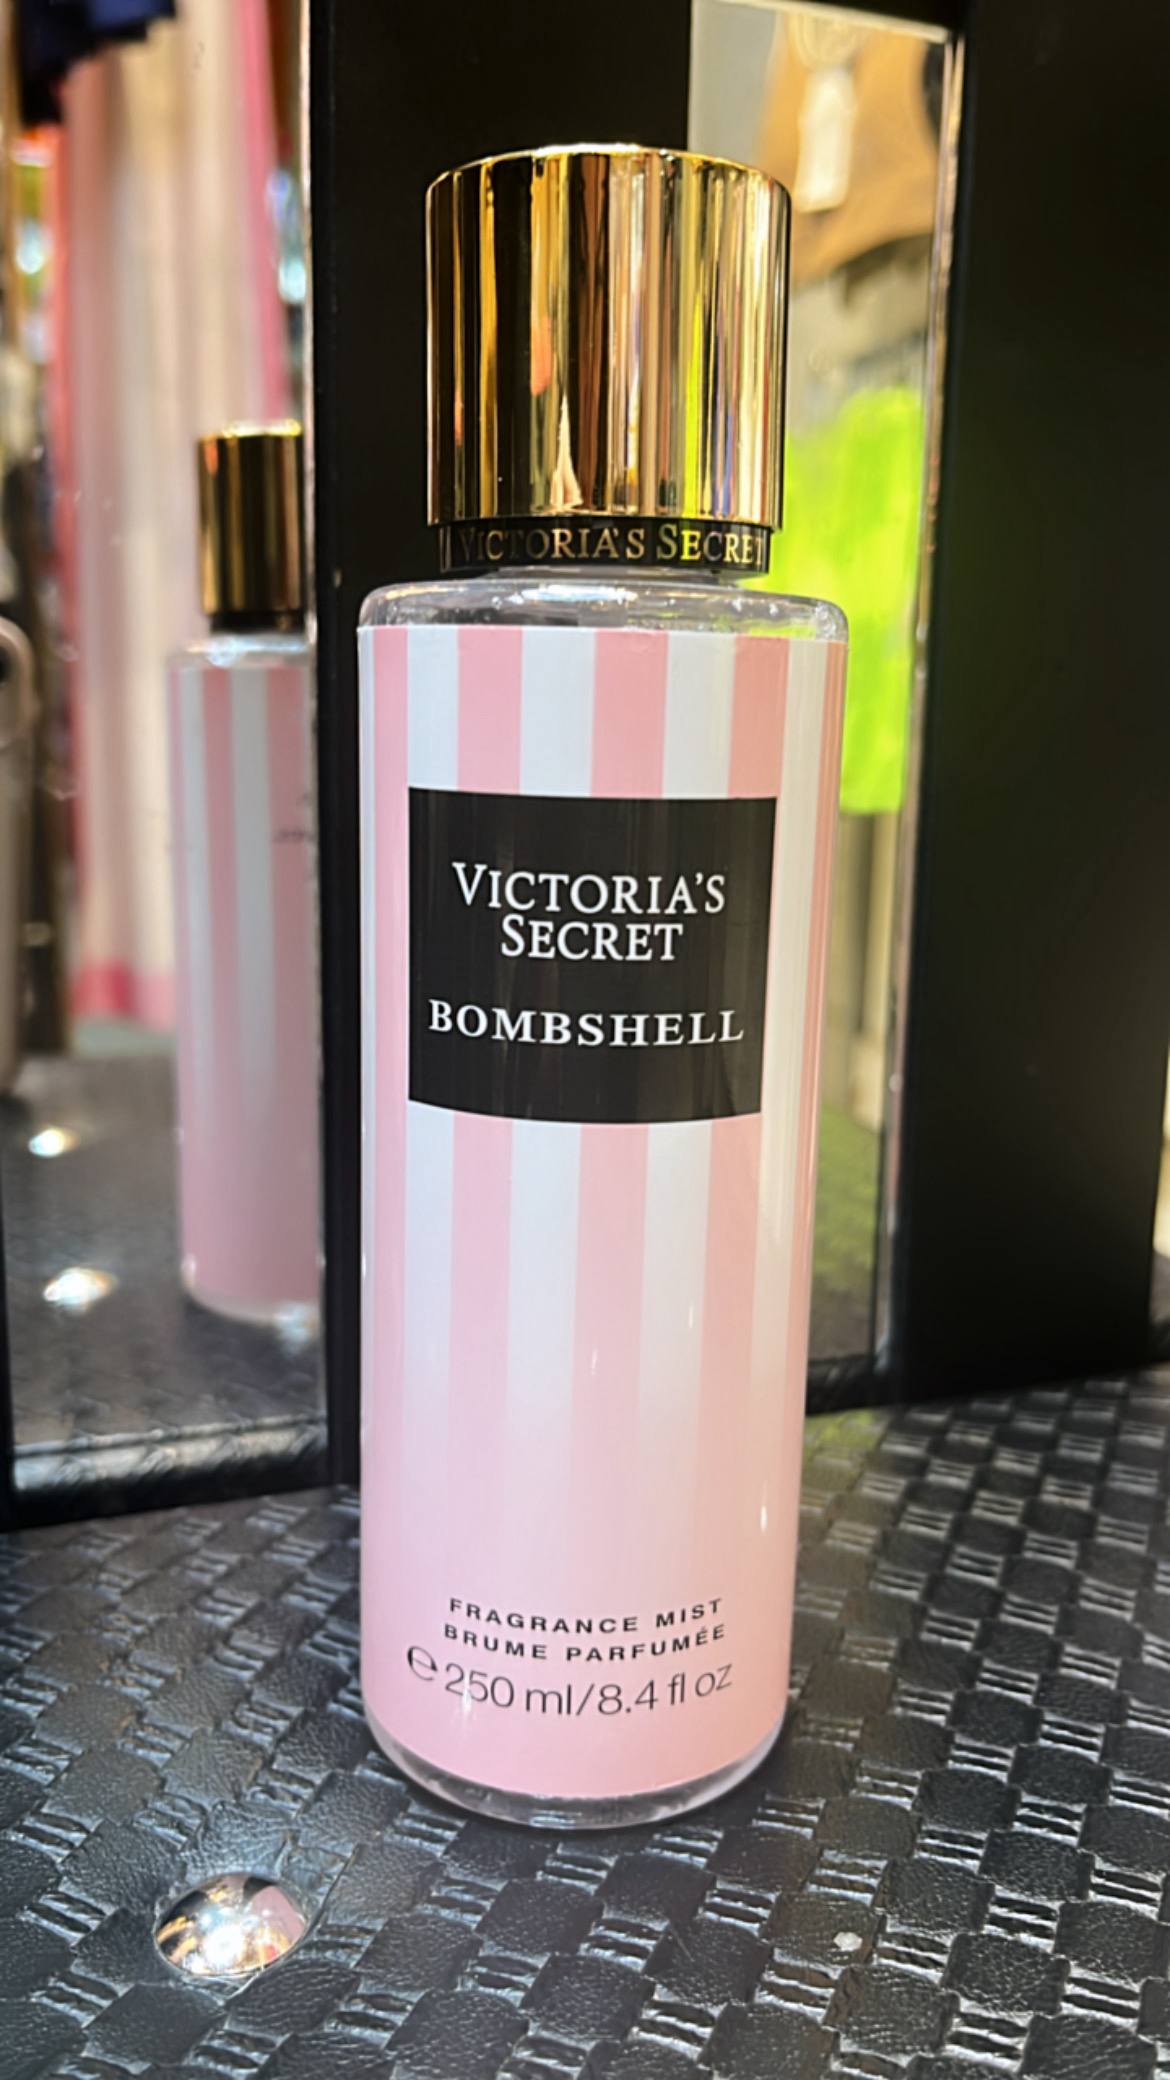 VICTORIA'S SECRET
VICTORIA'S
SECRET
BOMBSHELL
FRAGRANCE MIST
BRUME PARFUMÉE
℮ 250 ml/8.4 fl oz